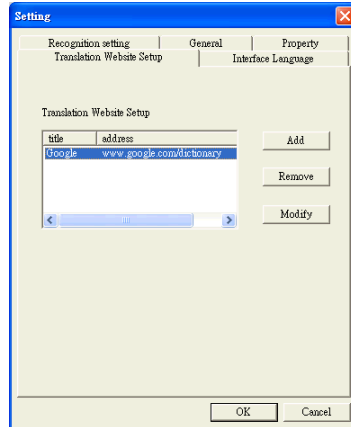 Setting
Recognition setting General Property
Translation Website Setup Interface Language
Translation Website Setup
title address
Google www.google.com/dictionary
Add
Remove
Modify
OK Cancel